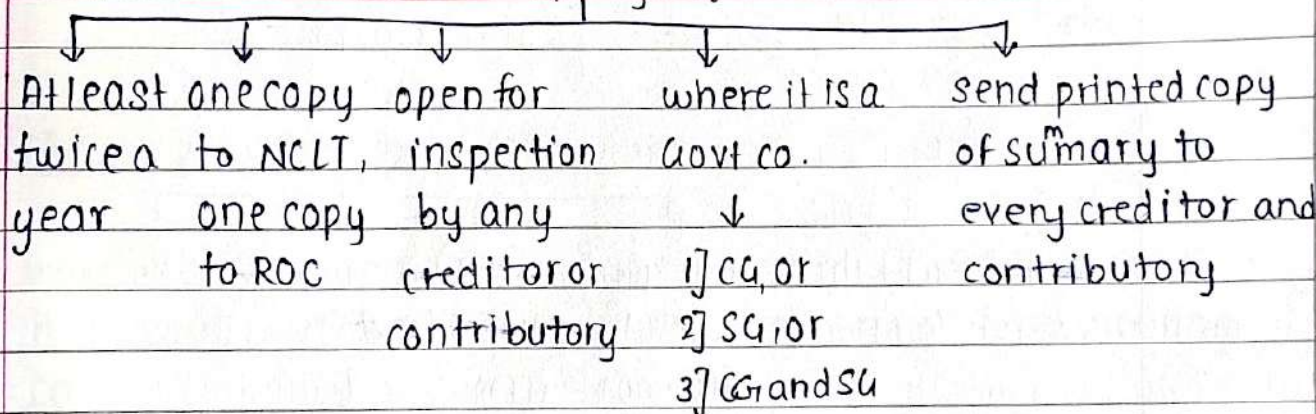 Atleast
twice a
year
one copy
to NCLT,
one copy
to ROC
open for
inspection
by any
creditor or
contributory
where it is a
Govt co.
1] CG, or
2] SG, or
3] CG and SG
send printed copy
of summary to
every creditor and
contributory